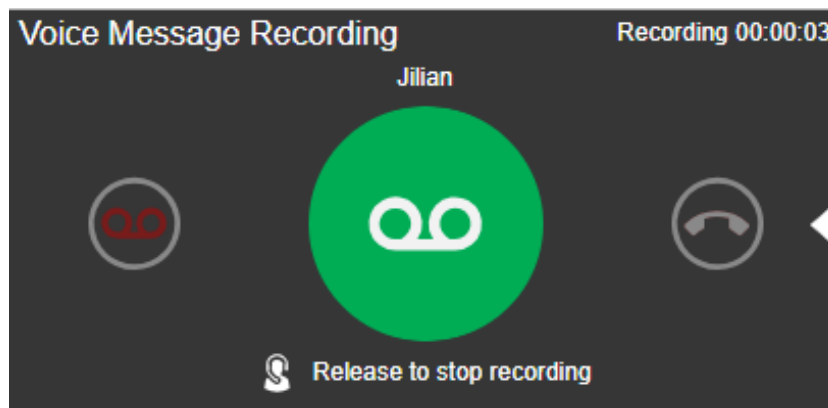 Voice Message Recording
Recording 00:00:03
Jilian
Release to stop recording